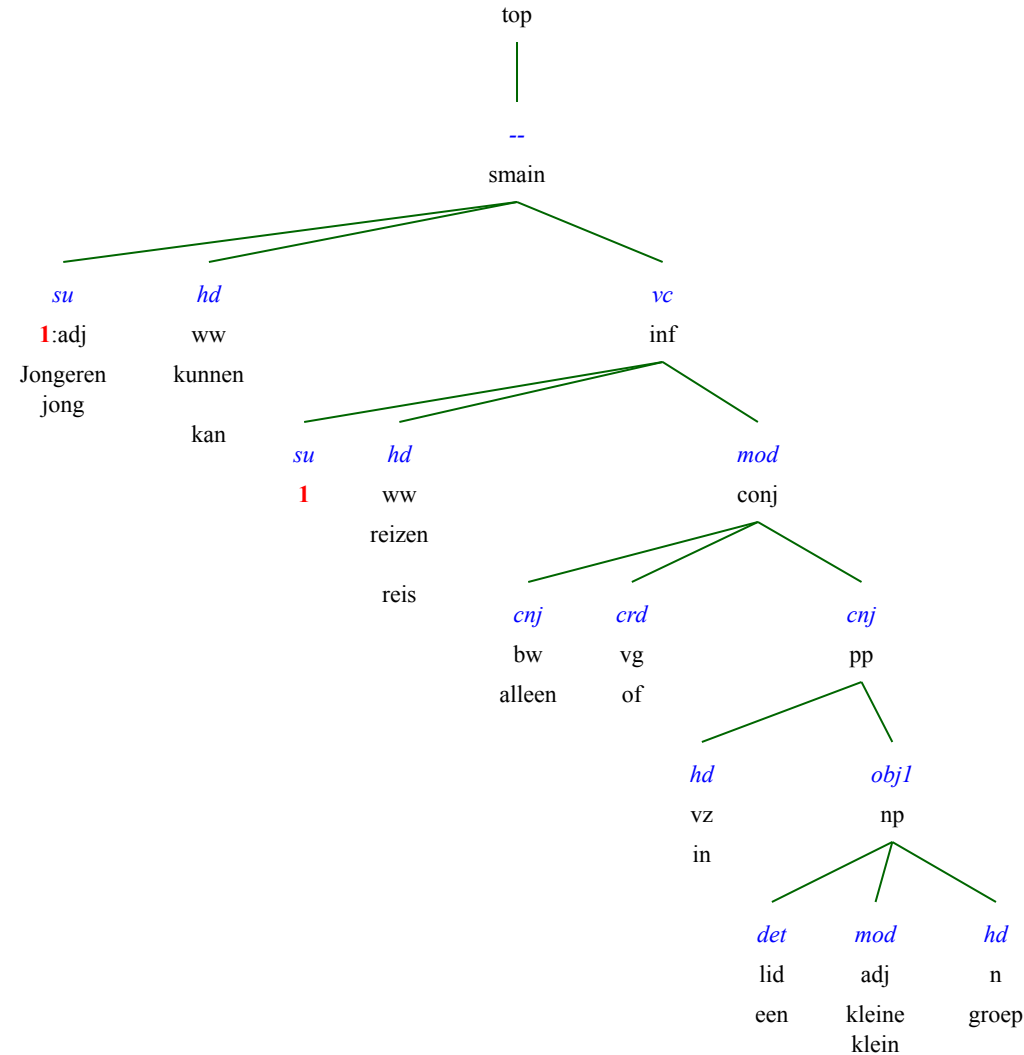 top
--
smain
su hd vc
1:adj ww inf
Jongeren kunnen
jong
kan
su hd mod
1 ww conj
reizen
reis
cnj crd cnj
bw vg pp
alleen of
hd obj1
vz np
in
det mod hd
lid adj n
een kleine groep
klein